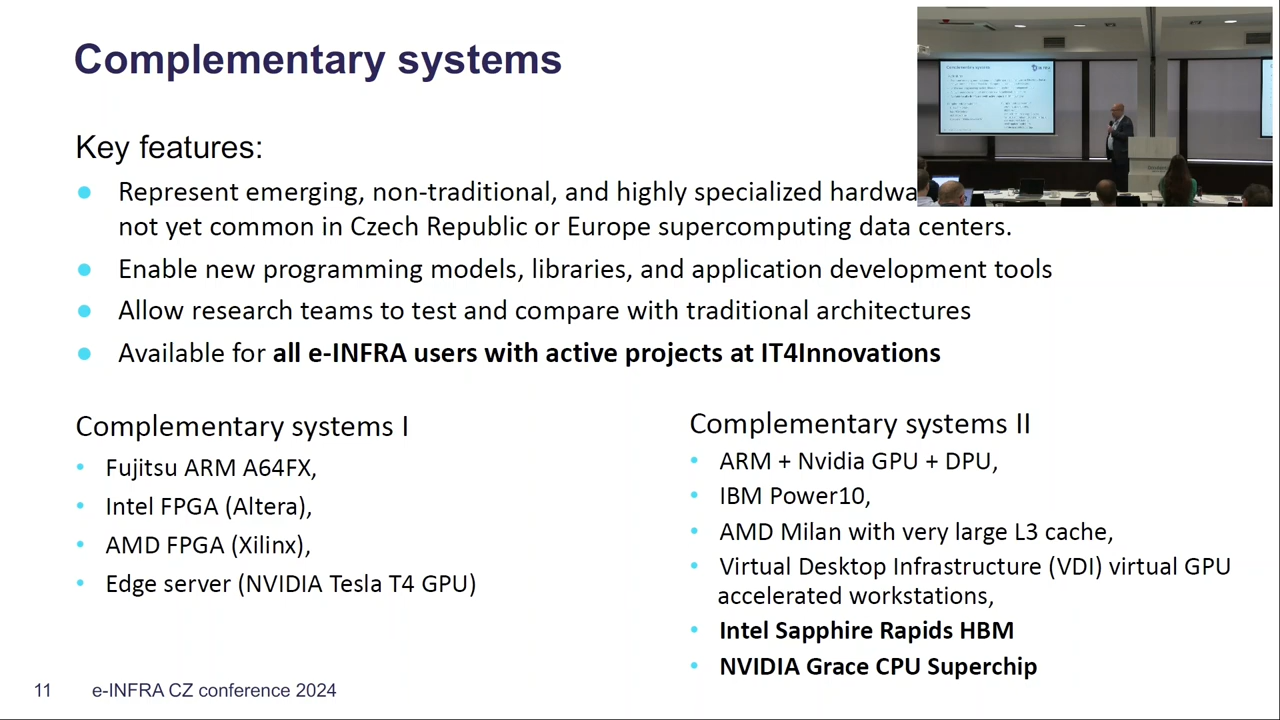 Complementary systems
Key features:
Represent emerging, non-traditional, and highly specialized
not yet common in Czech Republic or Europe supercomputing data centers.
Enable new programming models, libraries, and application development tools
Allow research teams to test and compare with traditional architectures
Available for all e-INFRA users with active projects at IT4Innovations
Complementary systems I
Fujitsu ARM A64FX,
Intel FPGA (Altera),
AMD FPGA (Xilinx),
Edge server (NVIDIA Tesla T4 GPU)
Complementary systems II
ARM + Nvidia GPU + DPU,
IBM Power10,
AMD Milan with very large L3 cache,
Virtual Desktop Infrastructure (VDI) virtual GPU
accelerated workstations,
Intel Sapphire Rapids HBM
NVIDIA Grace CPU Superchip
11 e-INFRA CZ conference 2024
Complementary systems